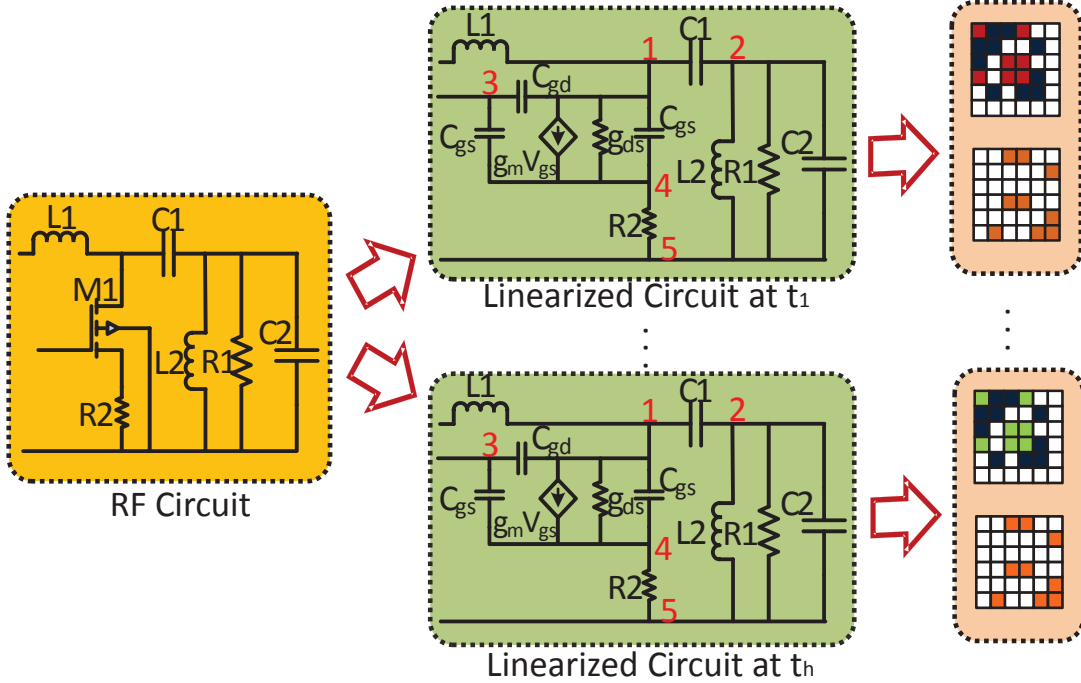 L1
C1
M1
L2
R1
C2
R2
RF Circuit
L1
1
C1
2
3
Cgd
Cgs
gmVgs
gds
Cgs
4
L2
R1
C2
R2
5
Linearized Circuit at t1
L1
1
C1
2
3
Cgd
Cgs
gmVgs
gds
Cgs
4
L2
R1
C2
R2
5
Linearized Circuit at th